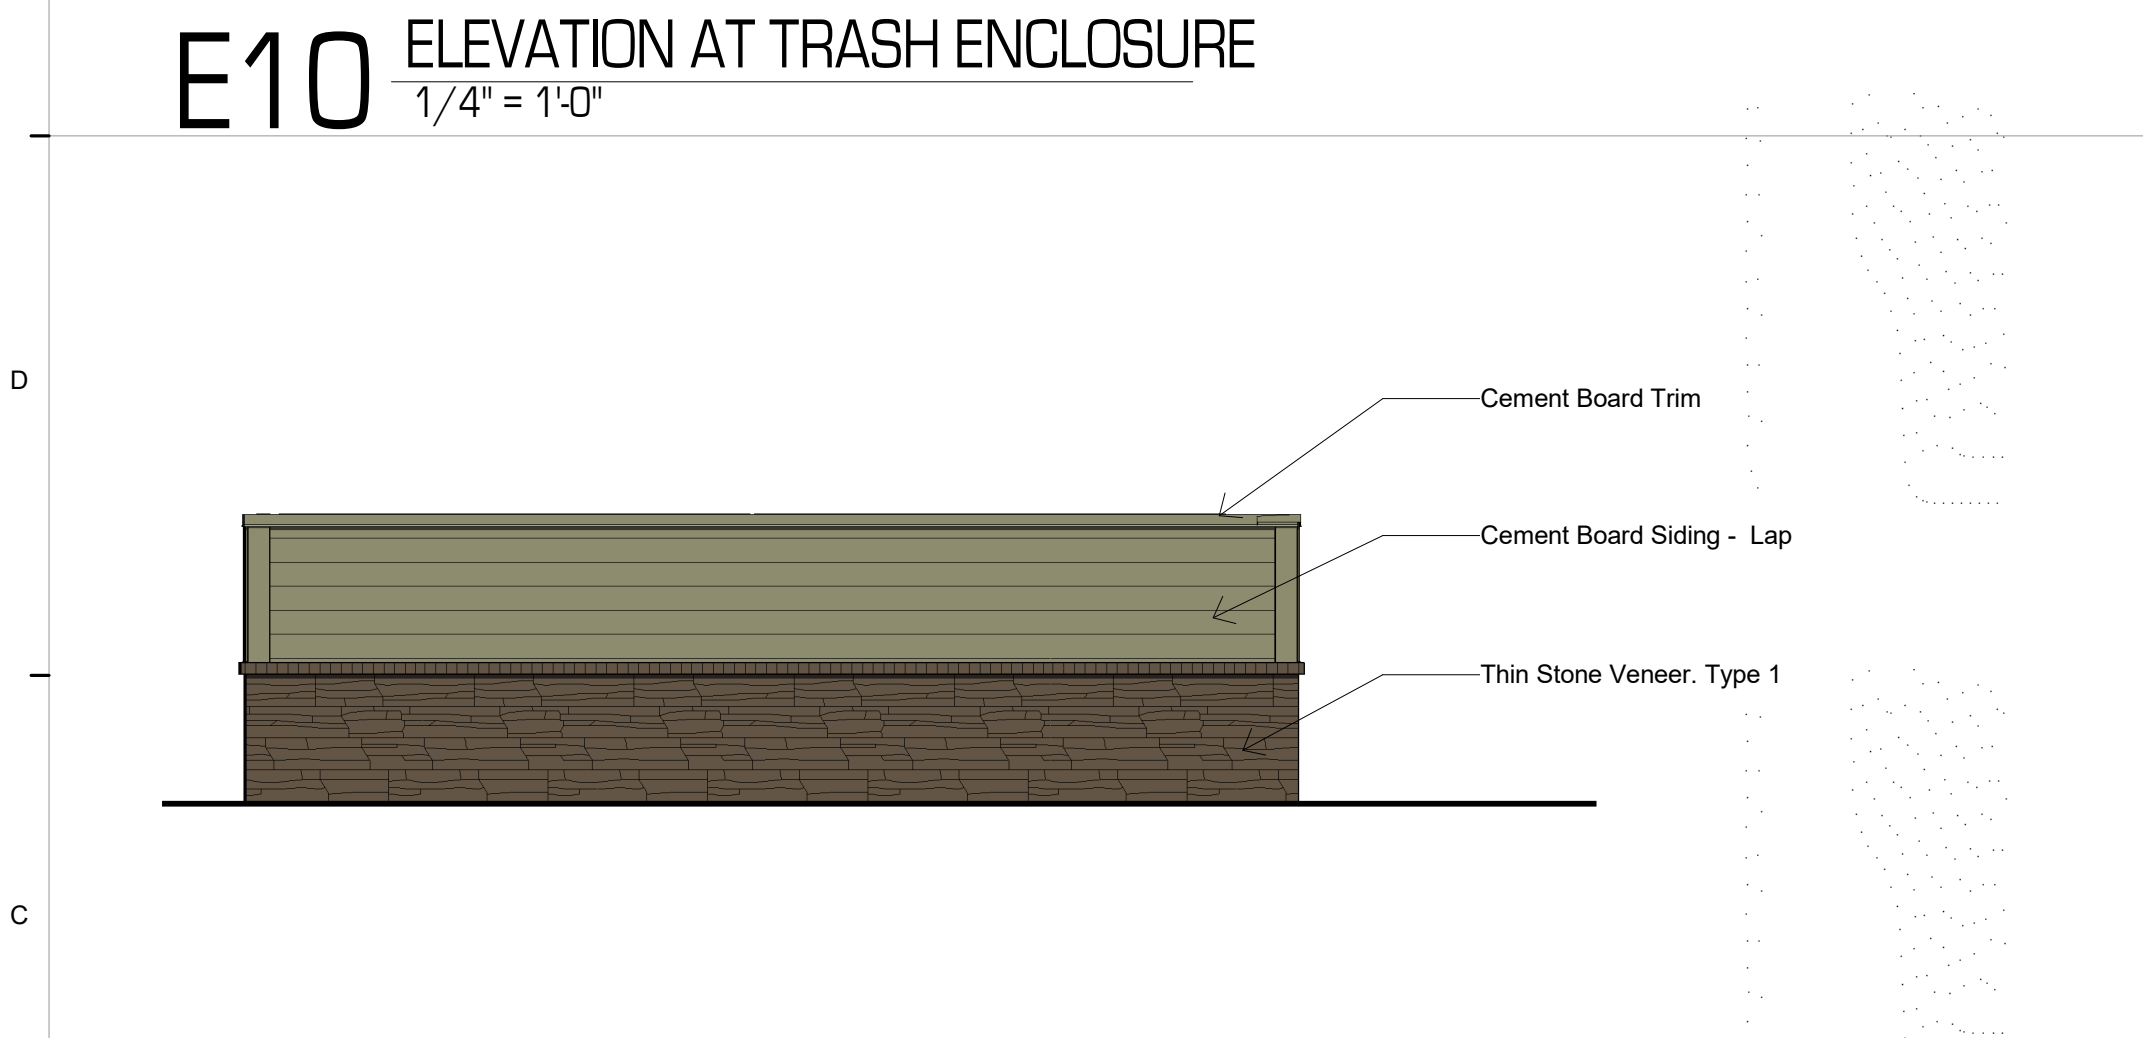 E10
ELEVATION AT TRASH ENCLOSURE
1/4" = 1'-0"
D
Cement Board Trim
Cement Board Siding -  Lap
Thin Stone Veneer. Type 1
C